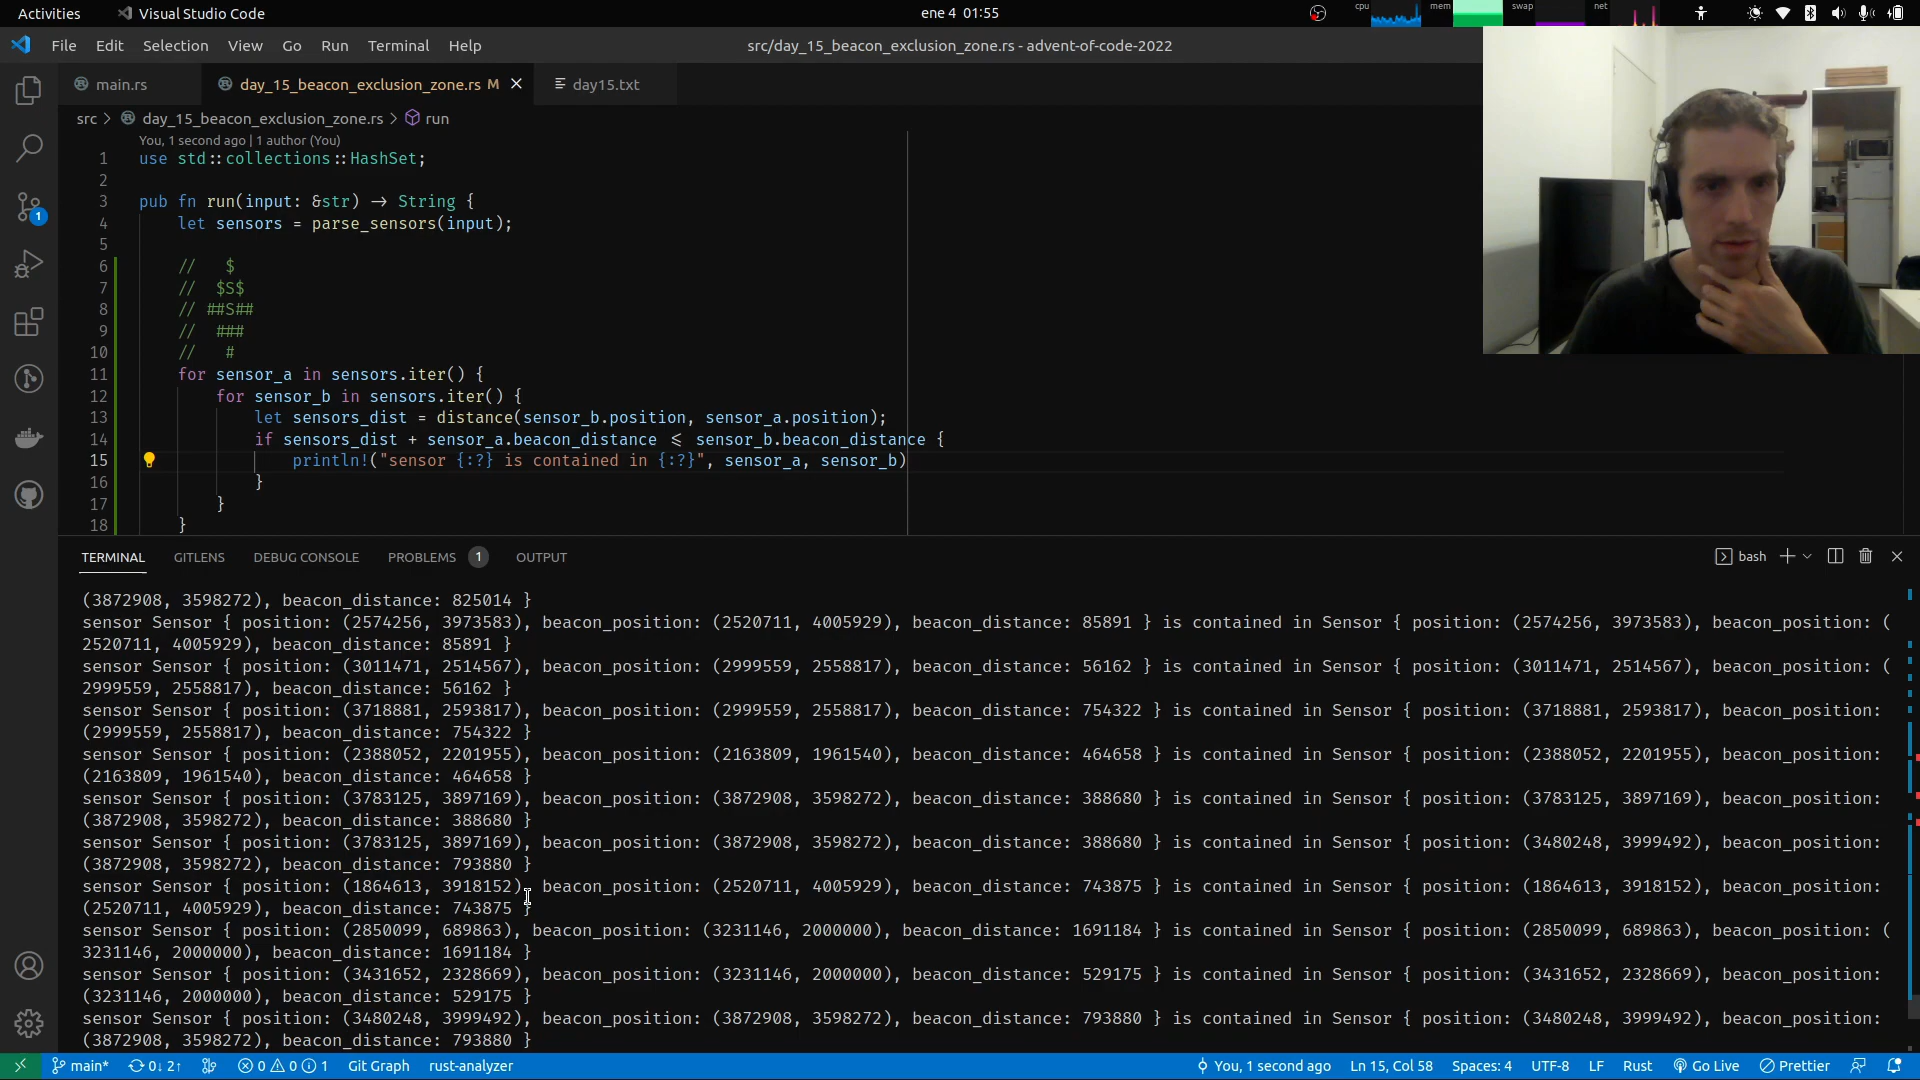 Activities
Visual Studio Code
ene 4 01:55
cpu
mem
swap
net
File Edit Selection View Go Run Terminal Help
src/day_15_beacon_exclusion_zone.rs - advent-of-code-2022
main.rs
day_15_beacon_exclusion_zone.rs M
day15.txt
src > day_15_beacon_exclusion_zone.rs > run
You, 1 second ago | 1 author (You)
1 use std::collections::HashSet;
2
3 pub fn run(input: &str) -> String {
4 let sensors = parse_sensors(input);
5
6 // $
7 // $S$
8 // ##S##
9 // ###
10 // #
11 for sensor_a in sensors.iter() {
12 for sensor_b in sensors.iter() {
13 let sensors_dist = distance(sensor_b.position, sensor_a.position);
14 if sensors_dist + sensor_a.beacon_distance <= sensor_b.beacon_distance {
15 println!("sensor {:?} is contained in {:?}", sensor_a, sensor_b)
16 }
17 }
18 }
1
TERMINAL GITLENS DEBUG CONSOLE PROBLEMS 1 OUTPUT
bash
(3872908, 3598272), beacon_distance: 825014 }
sensor Sensor { position: (2574256, 3973583), beacon_position: (2520711, 4005929), beacon_distance: 85891 } is contained in Sensor { position: (2574256, 3973583), beacon_position: (
2520711, 4005929), beacon_distance: 85891 }
sensor Sensor { position: (3011471, 2514567), beacon_position: (2999559, 2558817), beacon_distance: 56162 } is contained in Sensor { position: (3011471, 2514567), beacon_position: (
2999559, 2558817), beacon_distance: 56162 }
sensor Sensor { position: (3718881, 2593817), beacon_position: (2999559, 2558817), beacon_distance: 754322 } is contained in Sensor { position: (3718881, 2593817), beacon_position:
(2999559, 2558817), beacon_distance: 754322 }
sensor Sensor { position: (2388052, 2201955), beacon_position: (2163809, 1961540), beacon_distance: 464658 } is contained in Sensor { position: (2388052, 2201955), beacon_position:
(2163809, 1961540), beacon_distance: 464658 }
sensor Sensor { position: (3783125, 3897169), beacon_position: (3872908, 3598272), beacon_distance: 388680 } is contained in Sensor { position: (3783125, 3897169), beacon_position:
(3872908, 3598272), beacon_distance: 388680 }
sensor Sensor { position: (3783125, 3897169), beacon_position: (3872908, 3598272), beacon_distance: 388680 } is contained in Sensor { position: (3480248, 3999492), beacon_position:
(3872908, 3598272), beacon_distance: 793880 }
sensor Sensor { position: (1864613, 3918152), beacon_position: (2520711, 4005929), beacon_distance: 743875 } is contained in Sensor { position: (1864613, 3918152), beacon_position:
(2520711, 4005929), beacon_distance: 743875 }
sensor Sensor { position: (2850099, 689863), beacon_position: (3231146, 2000000), beacon_distance: 1691184 } is contained in Sensor { position: (2850099, 689863), beacon_position: (
3231146, 2000000), beacon_distance: 1691184 }
sensor Sensor { position: (3431652, 2328669), beacon_position: (3231146, 2000000), beacon_distance: 529175 } is contained in Sensor { position: (3431652, 2328669), beacon_position:
(3231146, 2000000), beacon_distance: 529175 }
sensor Sensor { position: (3480248, 3999492), beacon_position: (3872908, 3598272), beacon_distance: 793880 } is contained in Sensor { position: (3480248, 3999492), beacon_position:
(3872908, 3598272), beacon_distance: 793880 }
main* 0↓ 2↑ 0 0 1 Git Graph rust-analyzer
You, 1 second ago Ln 15, Col 58 Spaces: 4 UTF-8 LF Rust Go Live Prettier